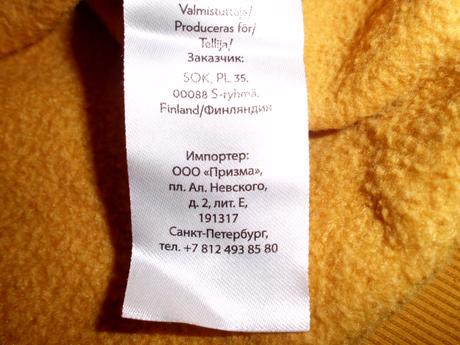 Valmistuttaja/
Produceras för/
Tellija/
Заказчик:
SOK, PL 35.
00088 S-ryhmä.
Finland/Финляндия
Импортер:
ООО «Призма»,
пл. Ал. Невского,
д. 2, лит. Е,
191317
Санкт-Петербург,
тел. +7 812 493 85 80